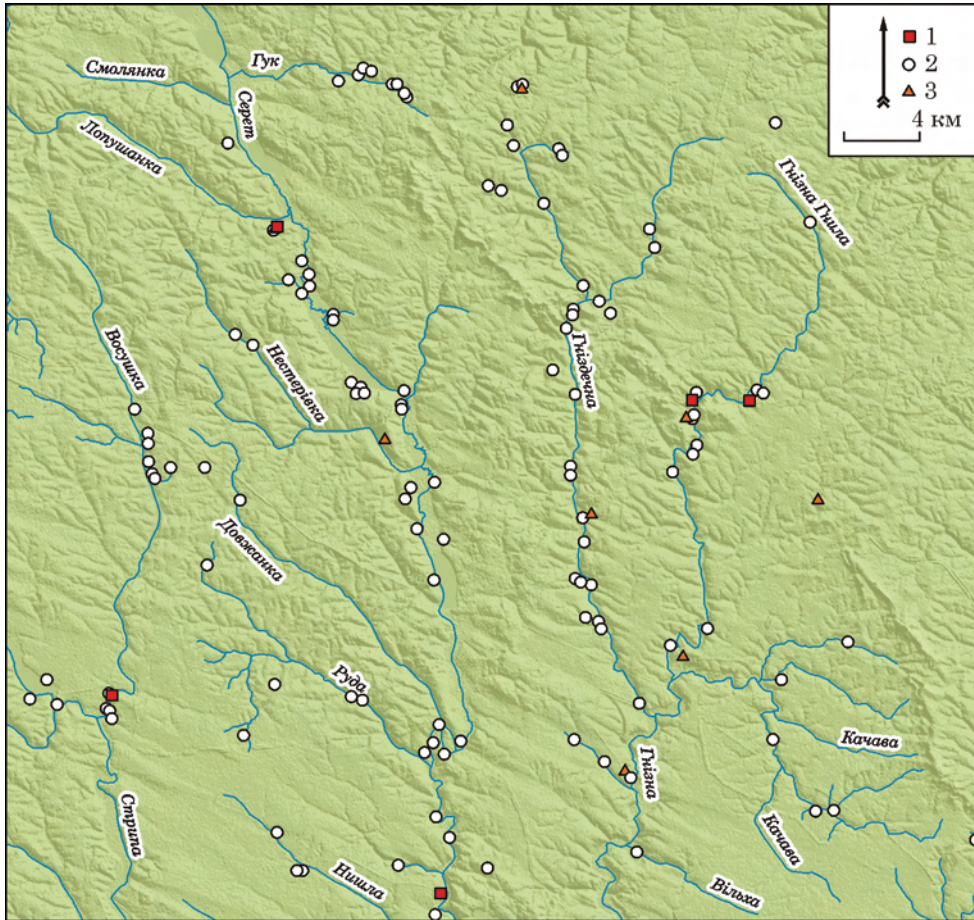 1
2
3
4 км
Смолянка
Гук
Серет
Лопушанка
Гнізна Гнила
Восушка
Нестерівка
Гніздечна
Довжанка
Руда
Качава
Гнізна
Стрипа
Качава
Нишла
Вільха